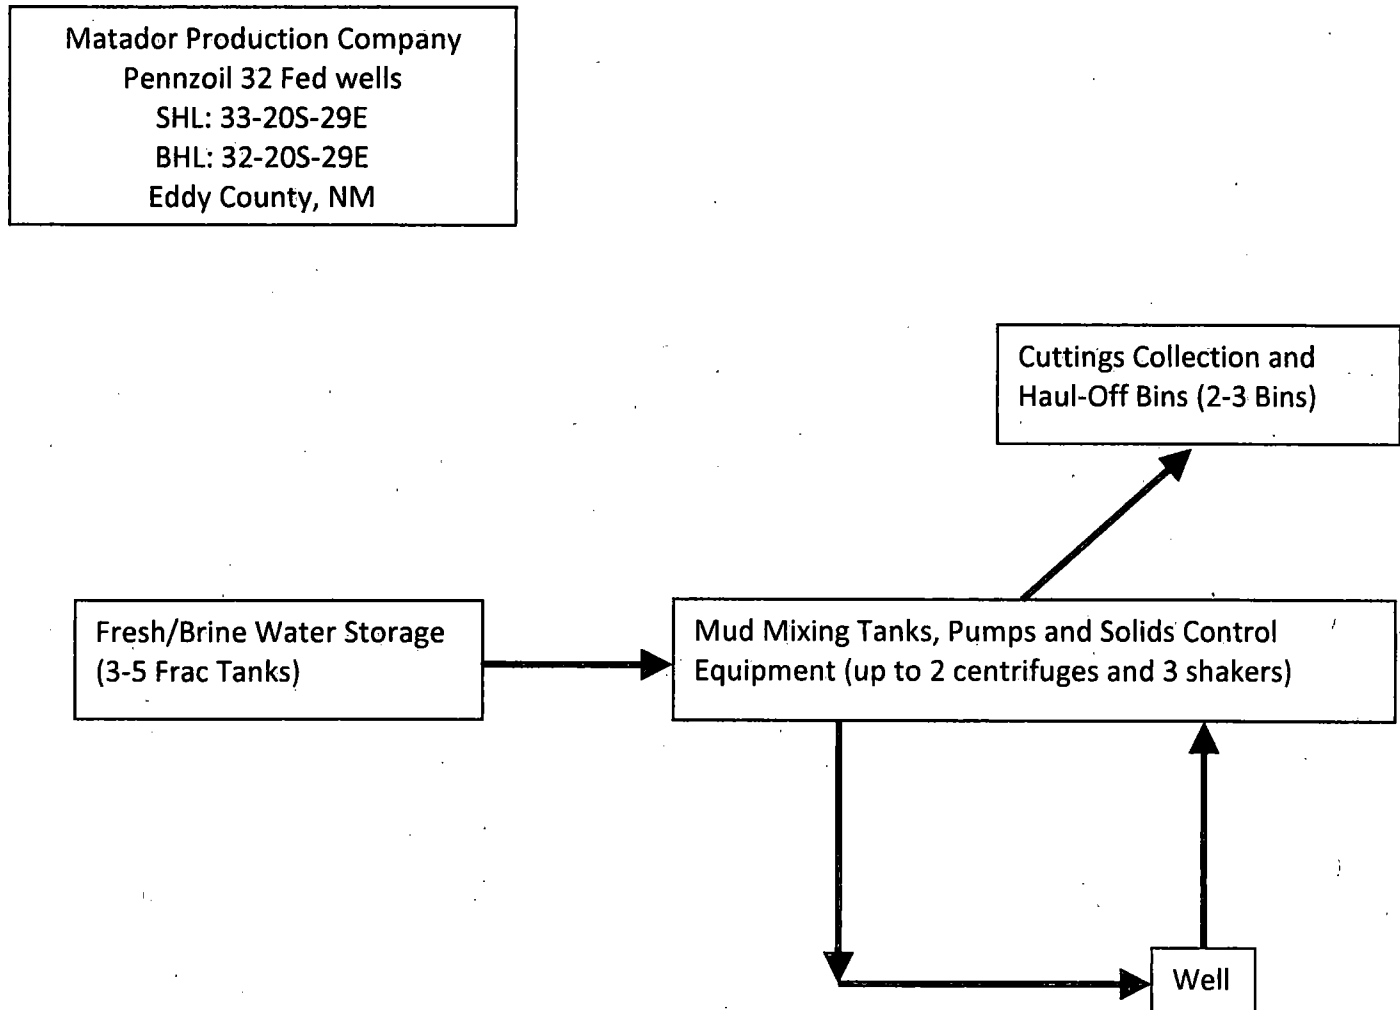 Matador Production Company
Pennzoil 32 Fed wells
SHL: 33-20S-29E
BHL: 32-20S-29E
Eddy County, NM
Cuttings Collection and
Haul-Off Bins (2-3 Bins)
Fresh/Brine Water Storage
(3-5 Frac Tanks)
Mud Mixing Tanks, Pumps and Solids Control
Equipment (up to 2 centrifuges and 3 shakers)
Well